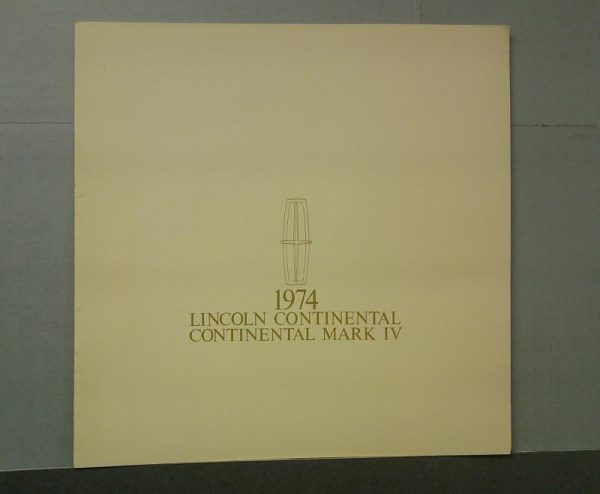 1974
LINCOLN CONTINENTAL
CONTINENTAL MARK IV